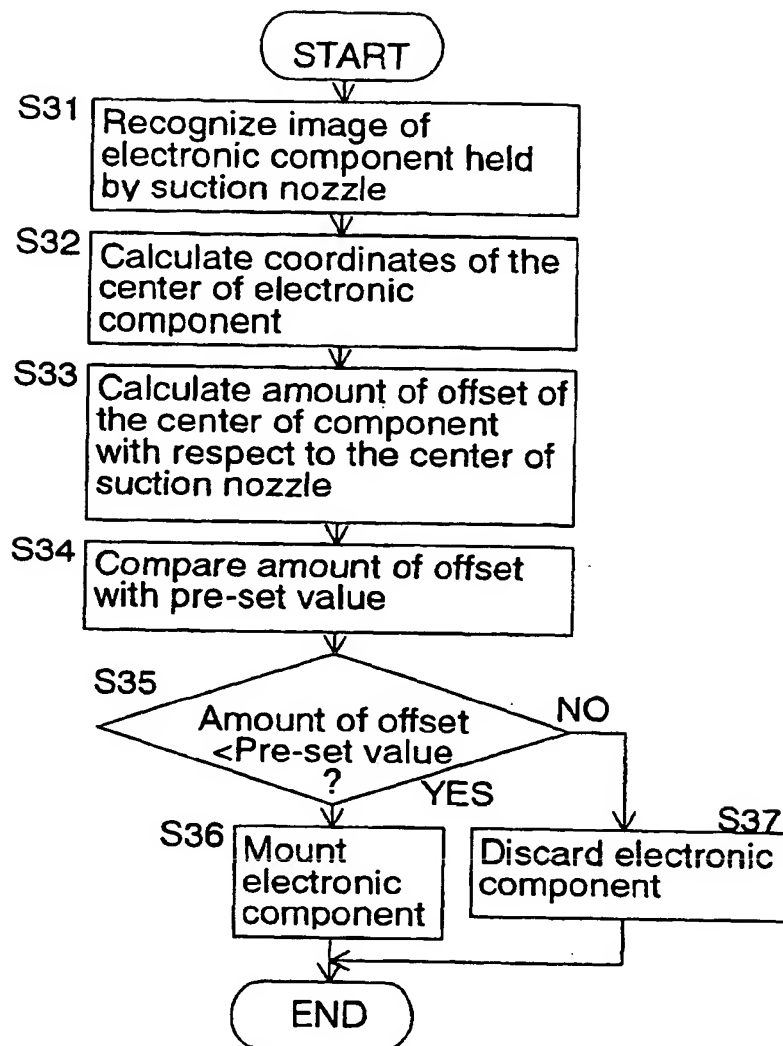 START
S31
Recognize image of
electronic component held
by suction nozzle
S32
Calculate coordinates of the
center of electronic
component
S33
Calculate amount of offset of
the center of component
with respect to the center of
suction nozzle
S34
Compare amount of offset
with pre-set value
S35
Amount of offset
<Pre-set value
?
NO
YES
S36
Mount
electronic
component
S37
Discard electronic
component
END